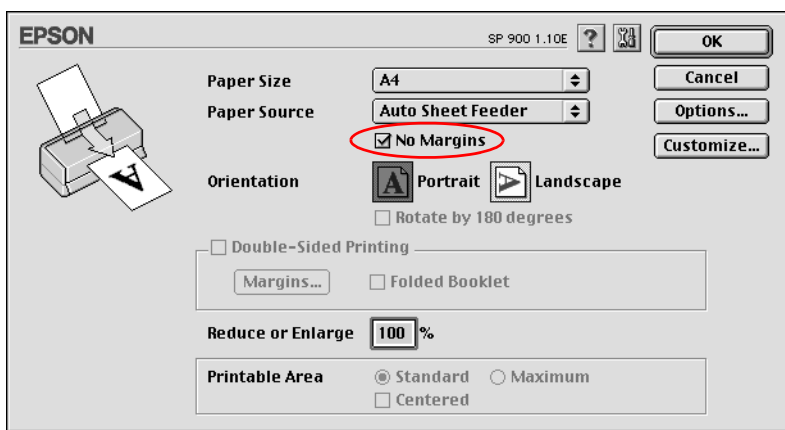 EPSON SP 900 1.10E ? OK
Paper Size A4 Cancel
Paper Source Auto Sheet Feeder Options...
No Margins Customize...
Orientation A Portrait A Landscape
Rotate by 180 degrees
Double-Sided Printing
Margins... Folded Booklet
Reduce or Enlarge 100 %
Printable Area Standard Maximum
Centered
A